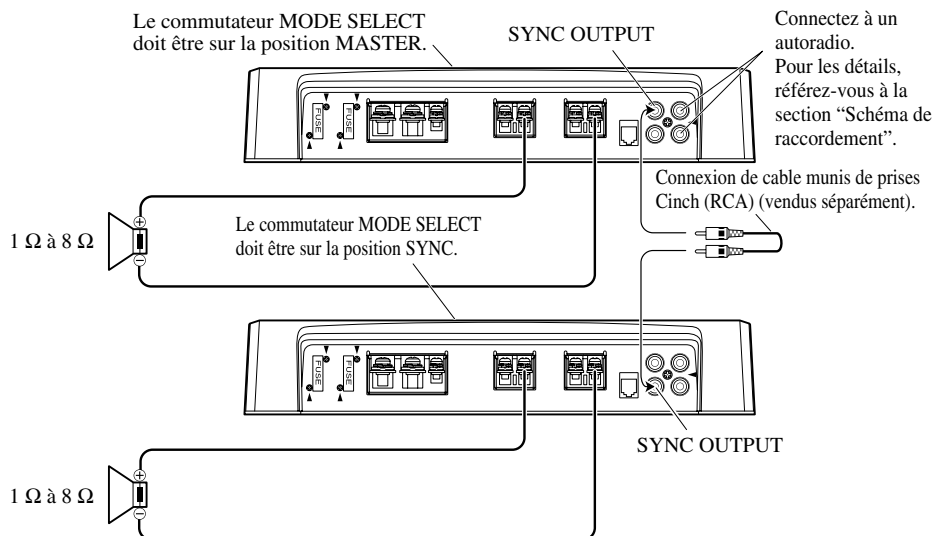 Le commutateur MODE SELECT
doit être sur la position MASTER.
SYNC OUTPUT
Connectez à un
autoradio.
Pour les détails,
référez-vous à la
section “Schéma de
raccordement”.
FUSE
FUSE
Connexion de cable munis de prises
Cinch (RCA) (vendus séparément).
1 Ω à 8 Ω
+
−
Le commutateur MODE SELECT
doit être sur la position SYNC.
FUSE
FUSE
SYNC OUTPUT
1 Ω à 8 Ω
+
−